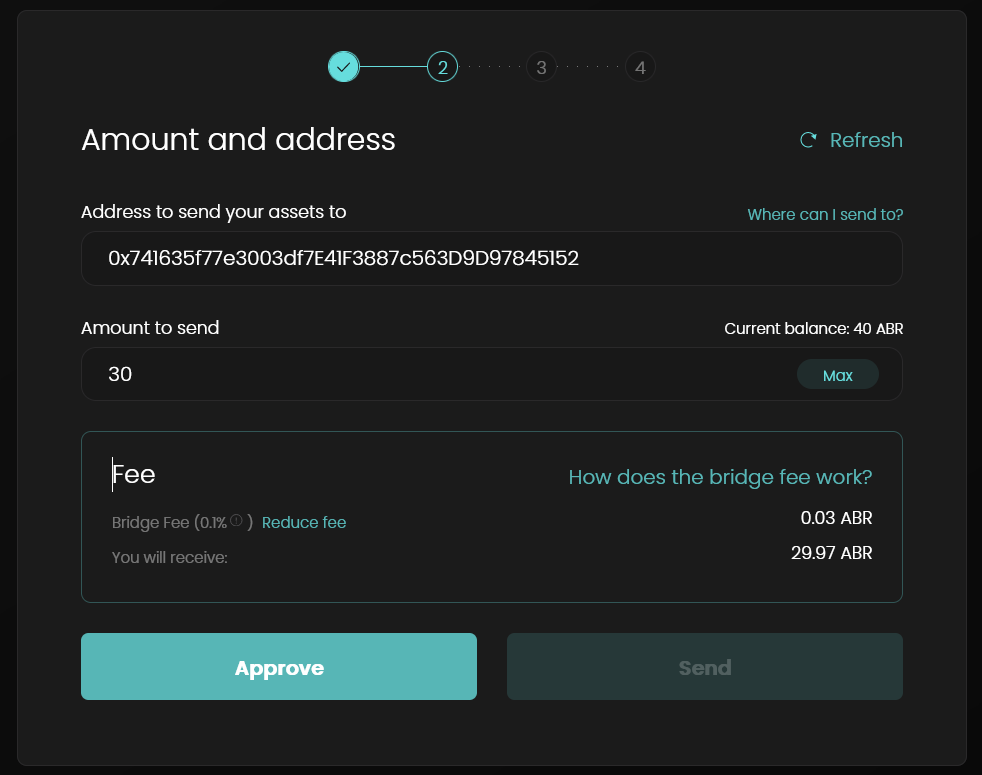 2 3 4
Amount and address Refresh
Address to send your assets to Where can I send to?
0x741635f77e3003df7E41F3887c563D9D97845152
Amount to send Current balance: 40 ABR
30 Max
Fee How does the bridge fee work?
Bridge Fee (0.1% ) Reduce fee 0.03 ABR
You will receive: 29.97 ABR
Approve Send